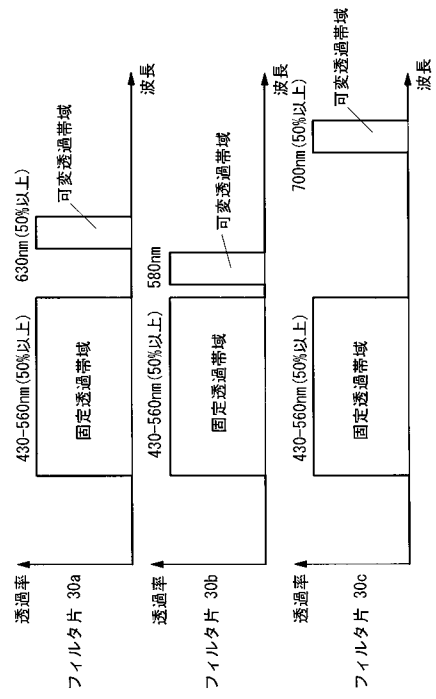 透過率
フィルタ片 30a
430-560nm(50%以上)
固定透過帯域
630nm(50%以上)
可変透過帯域
波長
透過率
フィルタ片 30b
430-560nm(50%以上)
固定透過帯域
580nm
可変透過帯域
波長
透過率
フィルタ片 30c
430-560nm(50%以上)
固定透過帯域
700nm(50%以上)
可変透過帯域
波長